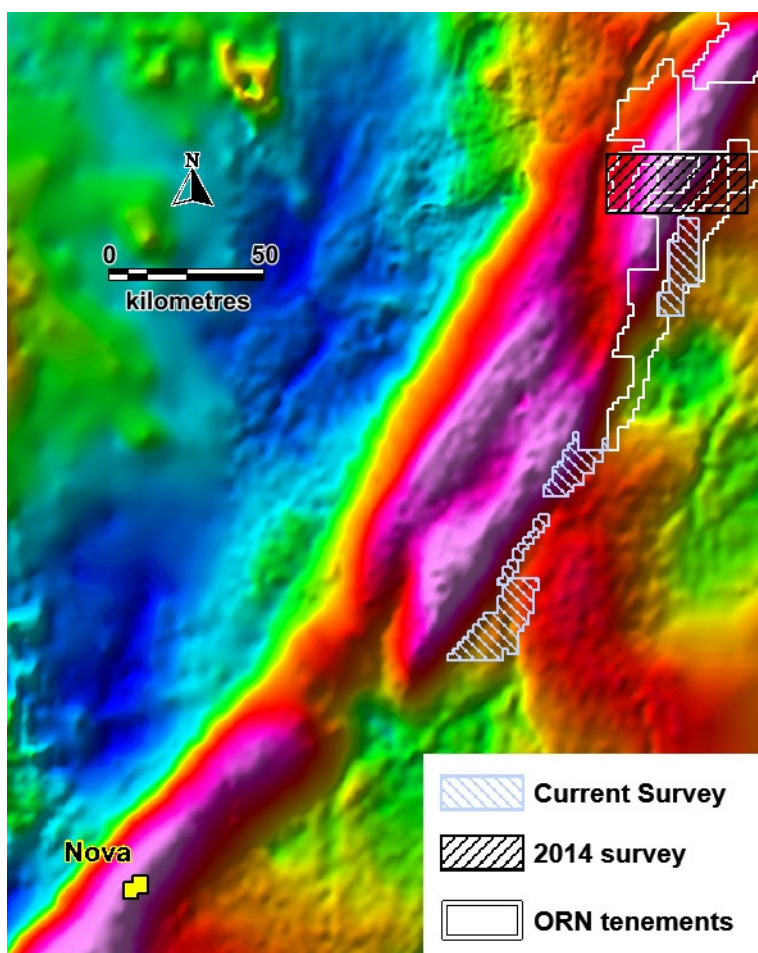 N
0 50
kilometres
Nova
Current Survey
2014 survey
ORN tenements